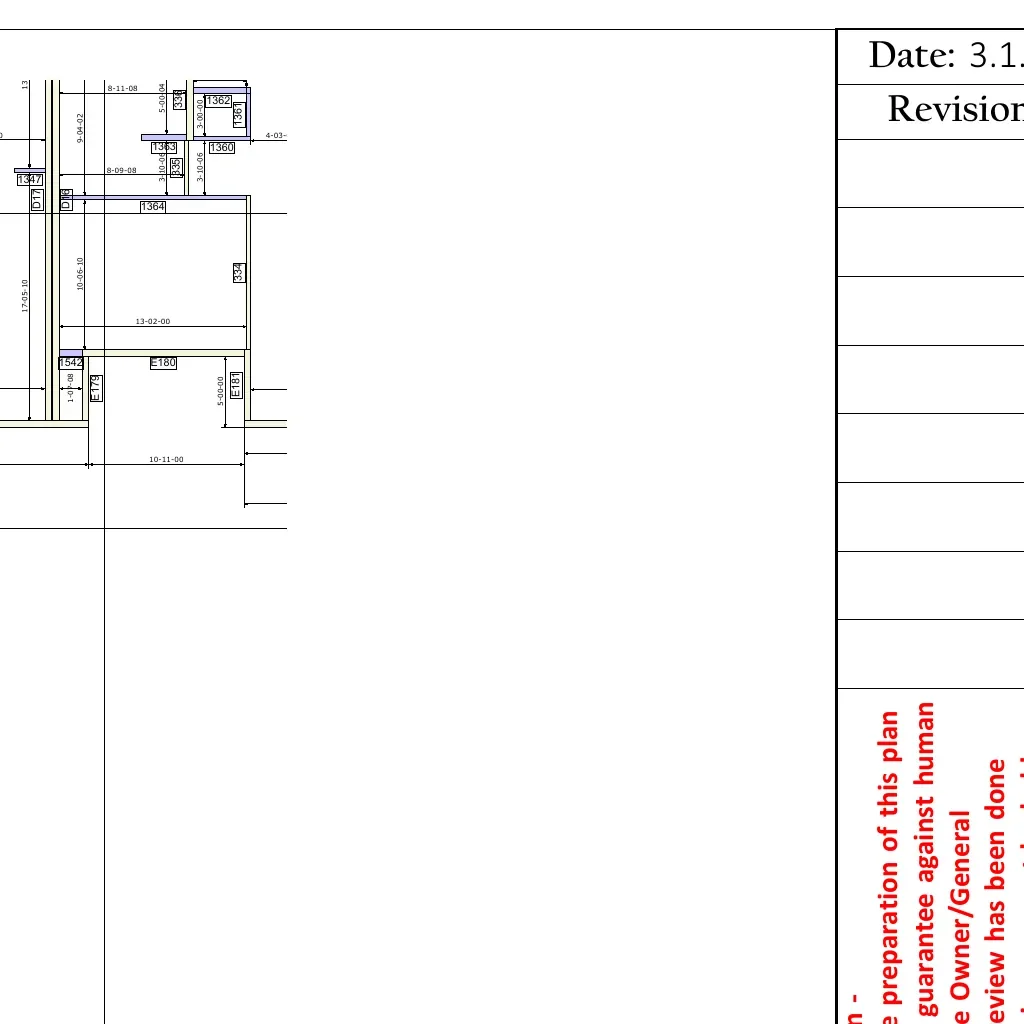 Date: 3.1.
Revision
13
8-11-08
5-00-04
336
1362
3-00-00
1361
9-04-02
1363
1360
4-03-
8-09-08
3-10-06
335
3-10-06
1347
D17
D16
1364
10-06-10
334
17-05-10
13-02-00
1542
E180
E179
5-00-00
E181
10-11-00
n -
e preparation of this plan
guarantee against human
e Owner/General
eview has been done